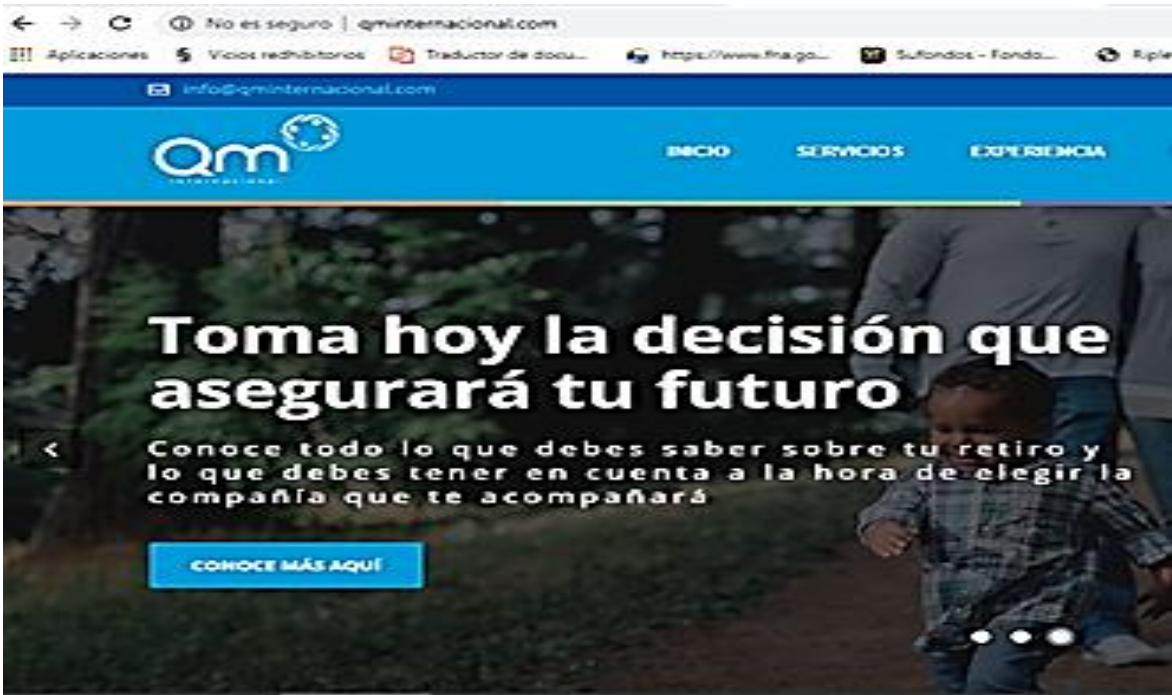 No es seguro | qminternacional.com
Aplicaciones Vicios redhibitorios Traductor de docu... https://www.fna.go... Sufondos - Fondo... Riple
info@qminternacional.com
Qm
internacional
INICIO SERVICIOS EXPERIENCIA
Toma hoy la decisión que
asegurará tu futuro
Conoce todo lo que debes saber sobre tu retiro y
lo que debes tener en cuenta a la hora de elegir la
compañía que te acompañará
CONOCE MÁS AQUÍ